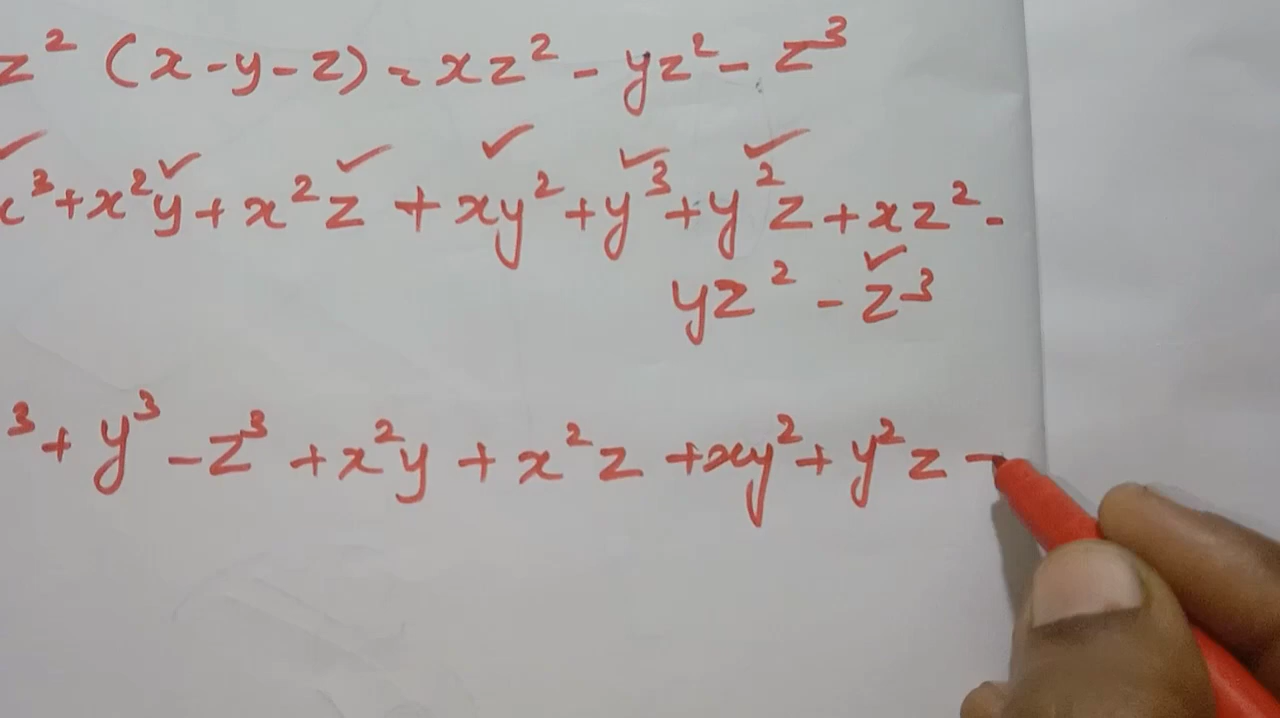 z² (x-y-z) = xz² - yz² - z³
x³+x²y+x²z+xy²+y³+y²z+xz²-
yz² - z³
³+y³-z³+x²y+x²z+xy²+y²z-